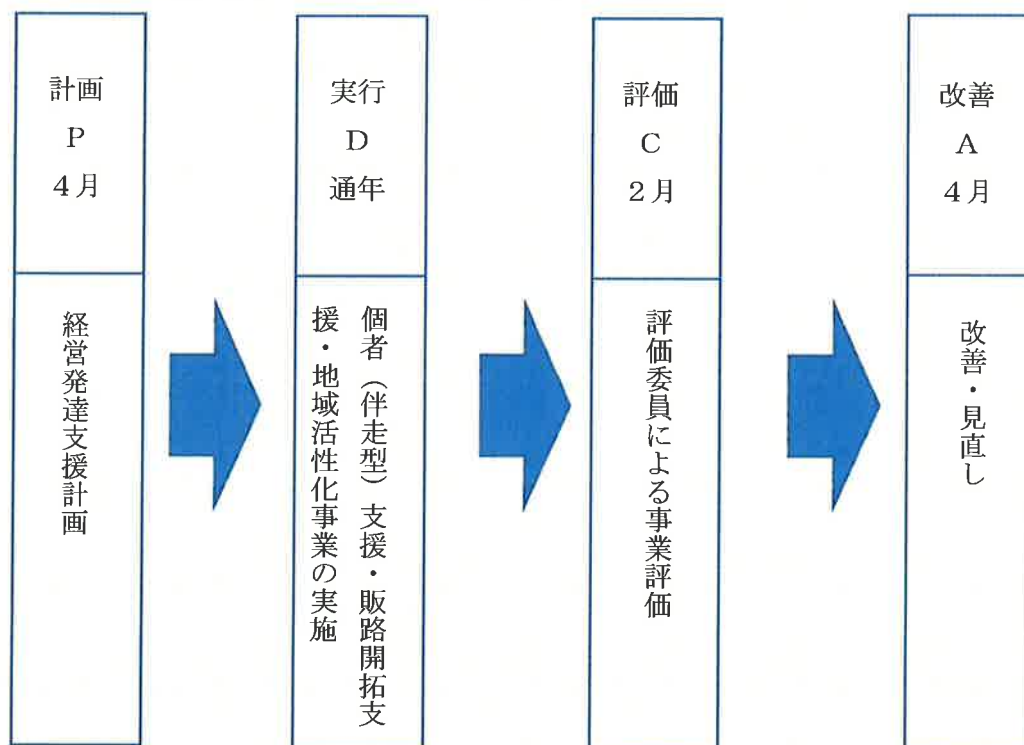 計画
P
4月
経営発達支援計画
実行
D
通年
個者（伴走型）支援・販路開拓支
援・地域活性化事業の実施
評価
C
2月
評価委員による事業評価
改善
A
4月
改善・見直し